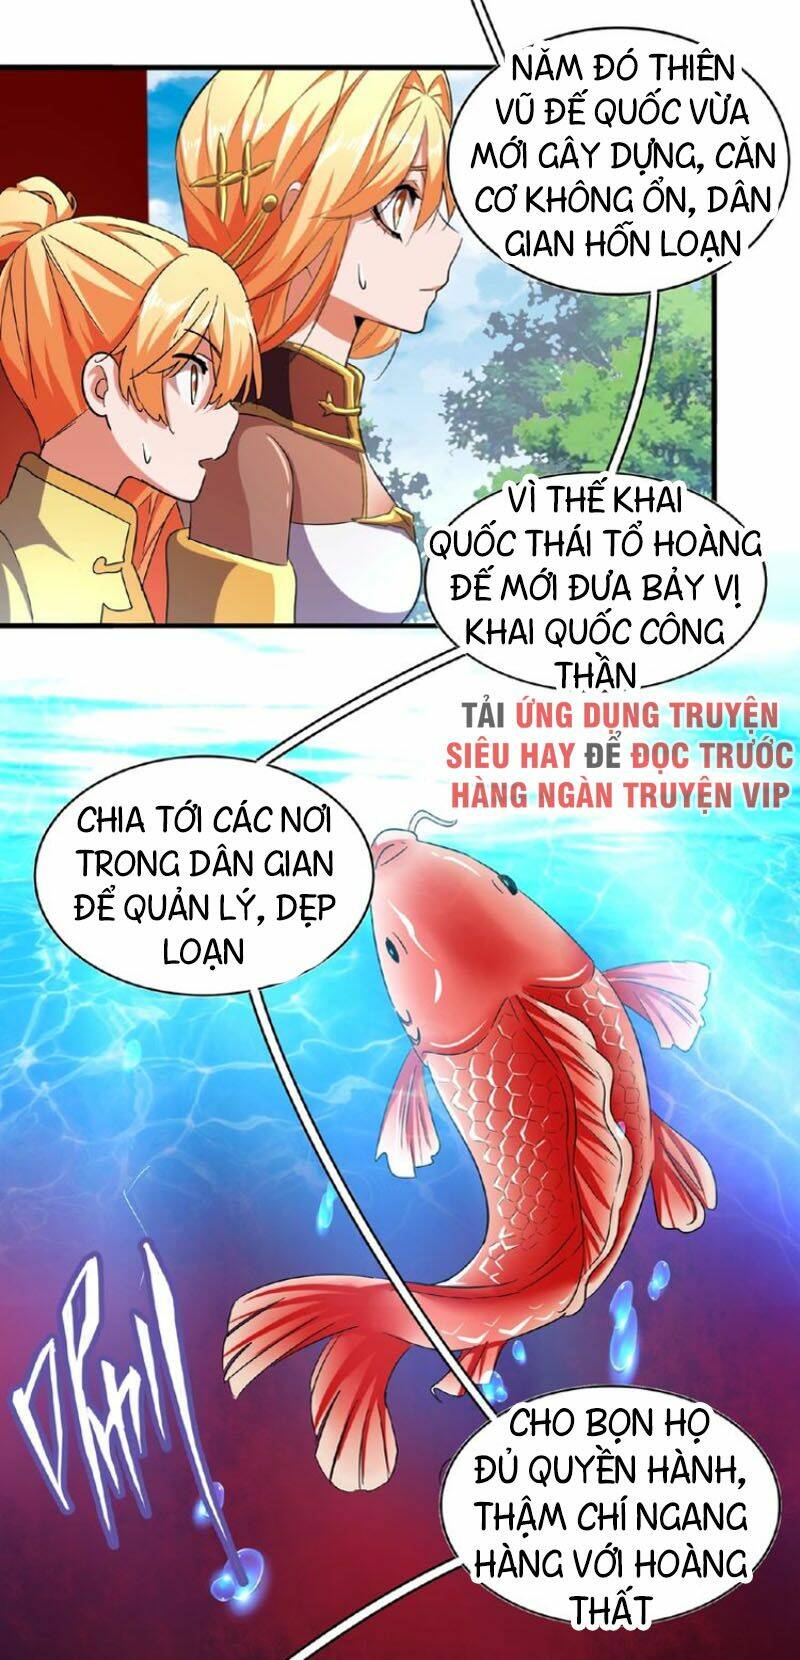 NĂM ĐÓ THIÊN
VŨ ĐẾ QUỐC VỪA
MỚI GÂY DỰNG, CĂN
CƠ KHÔNG ỔN, DÂN
GIAN HỐN LOẠN
VÌ THẾ KHAI
QUỐC THÁI TỔ HOÀNG
ĐẾ MỚI ĐƯA BẢY VỊ
KHAI QUỐC CÔNG
THẦN
TẢI ỨNG DỤNG TRUYỆN
SIÊU HAY ĐỂ ĐỌC TRƯỚC
HÀNG NGÀN TRUYỆN VIP
CHIA TỚI CÁC NƠI
TRONG DÂN GIAN
ĐỂ QUẢN LÝ, DẸP
LOẠN
CHO BỌN HỌ
ĐỦ QUYỀN HÀNH,
THẬM CHÍ NGANG
HÀNG VỚI HOÀNG
THẤT